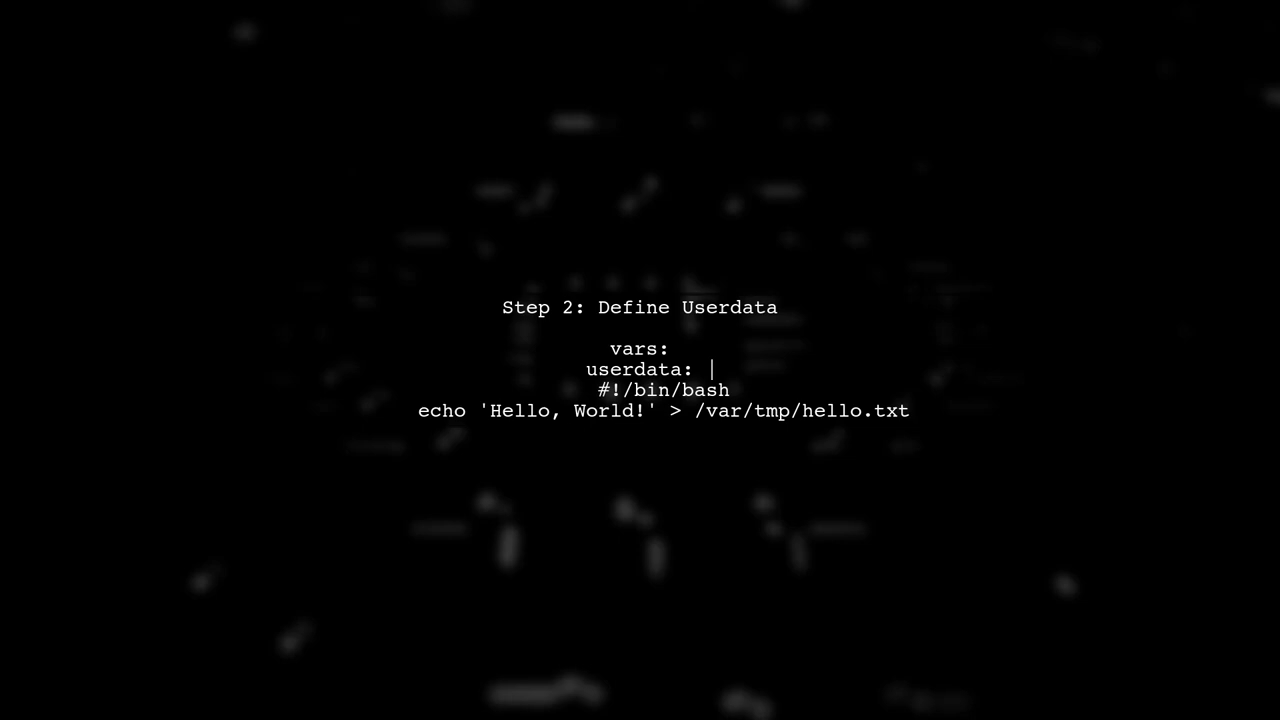 Step 2: Define Userdata
vars:
userdata: |
#!/bin/bash
echo 'Hello, World!' > /var/tmp/hello.txt